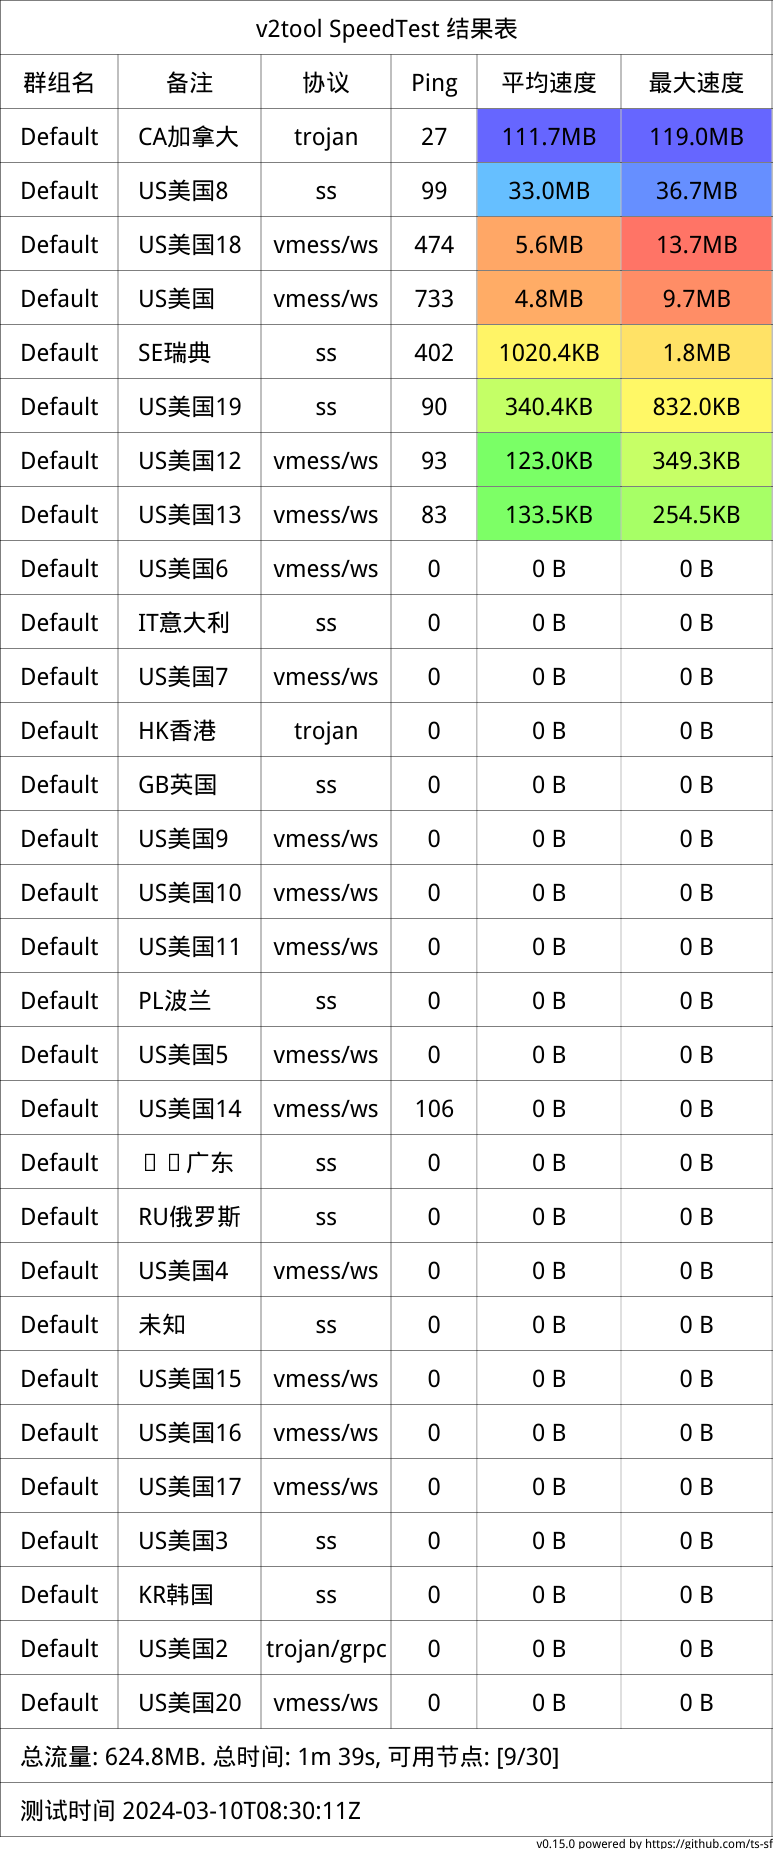 v2tool SpeedTest 结果表
群组名 备注 协议 Ping 平均速度 最大速度
Default CA加拿大 trojan 27 111.7MB 119.0MB
Default US美国8 ss 99 33.0MB 36.7MB
Default US美国18 vmess/ws 474 5.6MB 13.7MB
Default US美国 vmess/ws 733 4.8MB 9.7MB
Default SE瑞典 ss 402 1020.4KB 1.8MB
Default US美国19 ss 90 340.4KB 832.0KB
Default US美国12 vmess/ws 93 123.0KB 349.3KB
Default US美国13 vmess/ws 83 133.5KB 254.5KB
Default US美国6 vmess/ws 0 0 B 0 B
Default IT意大利 ss 0 0 B 0 B
Default US美国7 vmess/ws 0 0 B 0 B
Default HK香港 trojan 0 0 B 0 B
Default GB英国 ss 0 0 B 0 B
Default US美国9 vmess/ws 0 0 B 0 B
Default US美国10 vmess/ws 0 0 B 0 B
Default US美国11 vmess/ws 0 0 B 0 B
Default PL波兰 ss 0 0 B 0 B
Default US美国5 vmess/ws 0 0 B 0 B
Default US美国14 vmess/ws 106 0 B 0 B
Default 广东 ss 0 0 B 0 B
Default RU俄罗斯 ss 0 0 B 0 B
Default US美国4 vmess/ws 0 0 B 0 B
Default 未知 ss 0 0 B 0 B
Default US美国15 vmess/ws 0 0 B 0 B
Default US美国16 vmess/ws 0 0 B 0 B
Default US美国17 vmess/ws 0 0 B 0 B
Default US美国3 ss 0 0 B 0 B
Default KR韩国 ss 0 0 B 0 B
Default US美国2 trojan/grpc 0 0 B 0 B
Default US美国20 vmess/ws 0 0 B 0 B
总流量: 624.8MB. 总时间: 1m 39s, 可用节点: [9/30]
测试时间 2024-03-10T08:30:11Z
v0.15.0 powered by https://github.com/ts-sf